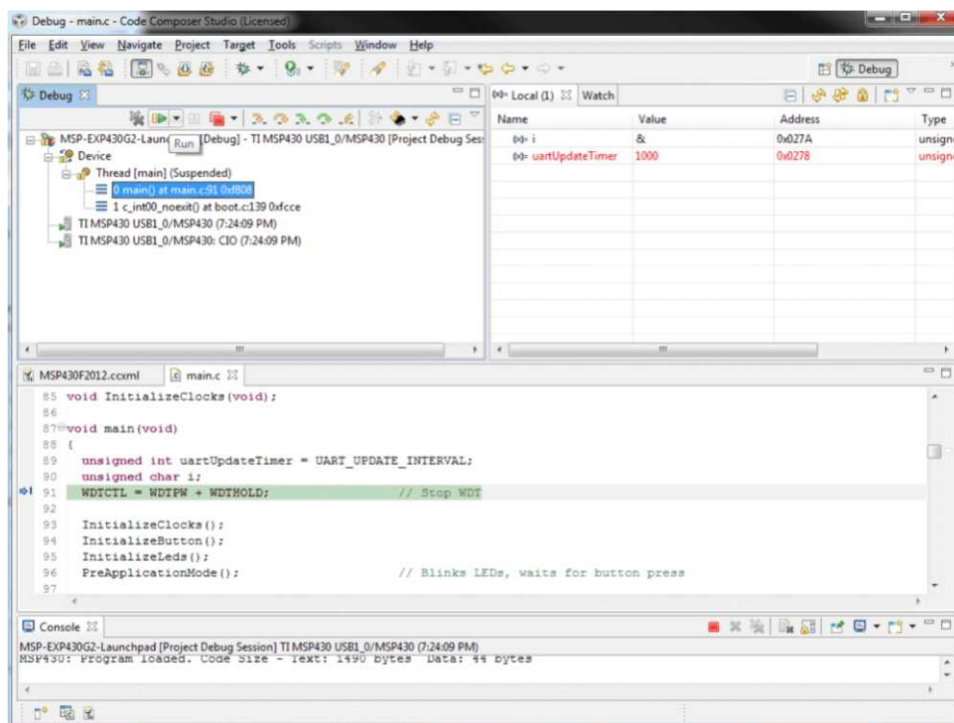 Debug - main.c - Code Composer Studio (Licensed)
File Edit View Navigate Project Target Tools Scripts Window Help
Debug
Debug
Run
MSP-EXP430G2-Laun [Debug] - TI MSP430 USB1_0/MSP430 [Project Debug Ses
Device
Thread [main] (Suspended)
0 main() at main.c:91 0xf808
1 c_int00_noexit() at boot.c:139 0xfcce
TI MSP430 USB1_0/MSP430 (7:24:09 PM)
TI MSP430 USB1_0/MSP430: CIO (7:24:09 PM)
(x)= Local (1) Watch
Name Value Address Type
(x)= i & 0x027A unsign
(x)= uartUpdateTimer 1000 0x0278 unsign
MSP430F2012.ccxml main.c
85 void InitializeClocks(void);
86
87 void main(void)
88 {
89 unsigned int uartUpdateTimer = UART_UPDATE_INTERVAL;
90 unsigned char i;
91 WDTCTL = WDTPW + WDTHOLD; // Stop WDT
92
93 InitializeClocks();
94 InitializeButton();
95 InitializeLeds();
96 PreApplicationMode(); // Blinks LEDs, waits for button press
97
Console
MSP-EXP430G2-Launchpad [Project Debug Session] TI MSP430 USB1_0/MSP430 (7:24:09 PM)
MSP430: Program loaded. Code Size - Text: 1490 bytes Data: 44 bytes